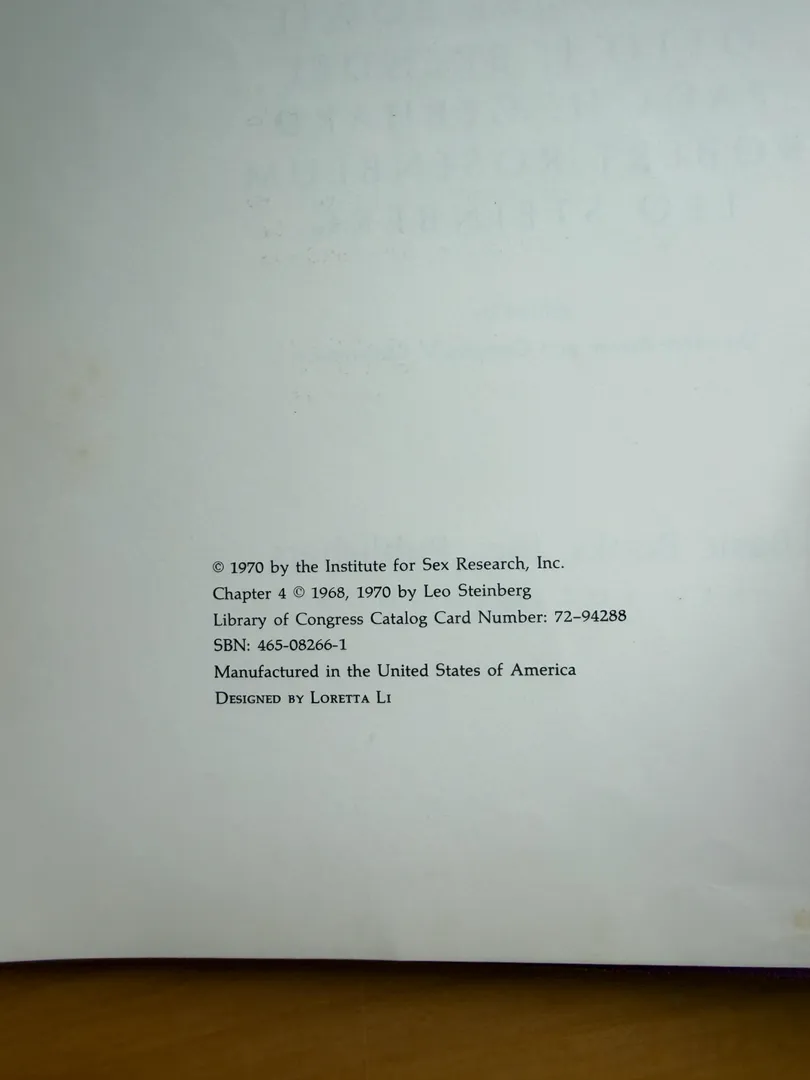 © 1970 by the Institute for Sex Research, Inc.
Chapter 4 © 1968, 1970 by Leo Steinberg
Library of Congress Catalog Card Number: 72–94288
SBN: 465-08266-1
Manufactured in the United States of America
DESIGNED BY LORETTA LI